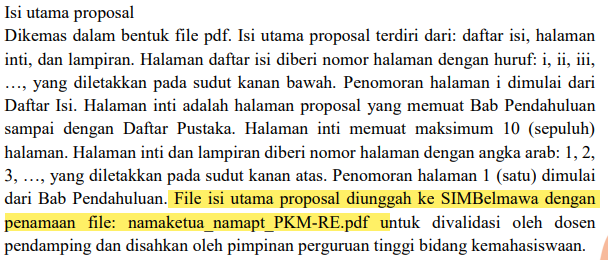 Isi utama proposal
Dikemas dalam bentuk file pdf. Isi utama proposal terdiri dari: daftar isi, halaman
inti, dan lampiran. Halaman daftar isi diberi nomor halaman dengan huruf: i, ii, iii,
…, yang diletakkan pada sudut kanan bawah. Penomoran halaman i dimulai dari
Daftar Isi. Halaman inti adalah halaman proposal yang memuat Bab Pendahuluan
sampai dengan Daftar Pustaka. Halaman inti memuat maksimum 10 (sepuluh)
halaman. Halaman inti dan lampiran diberi nomor halaman dengan angka arab: 1, 2,
3, …, yang diletakkan pada sudut kanan atas. Penomoran halaman 1 (satu) dimulai
dari Bab Pendahuluan. File isi utama proposal diunggah ke SIMBelmawa dengan
penamaan file: namaketua_namapt_PKM-RE.pdf untuk divalidasi oleh dosen
pendamping dan disahkan oleh pimpinan perguruan tinggi bidang kemahasiswaan.